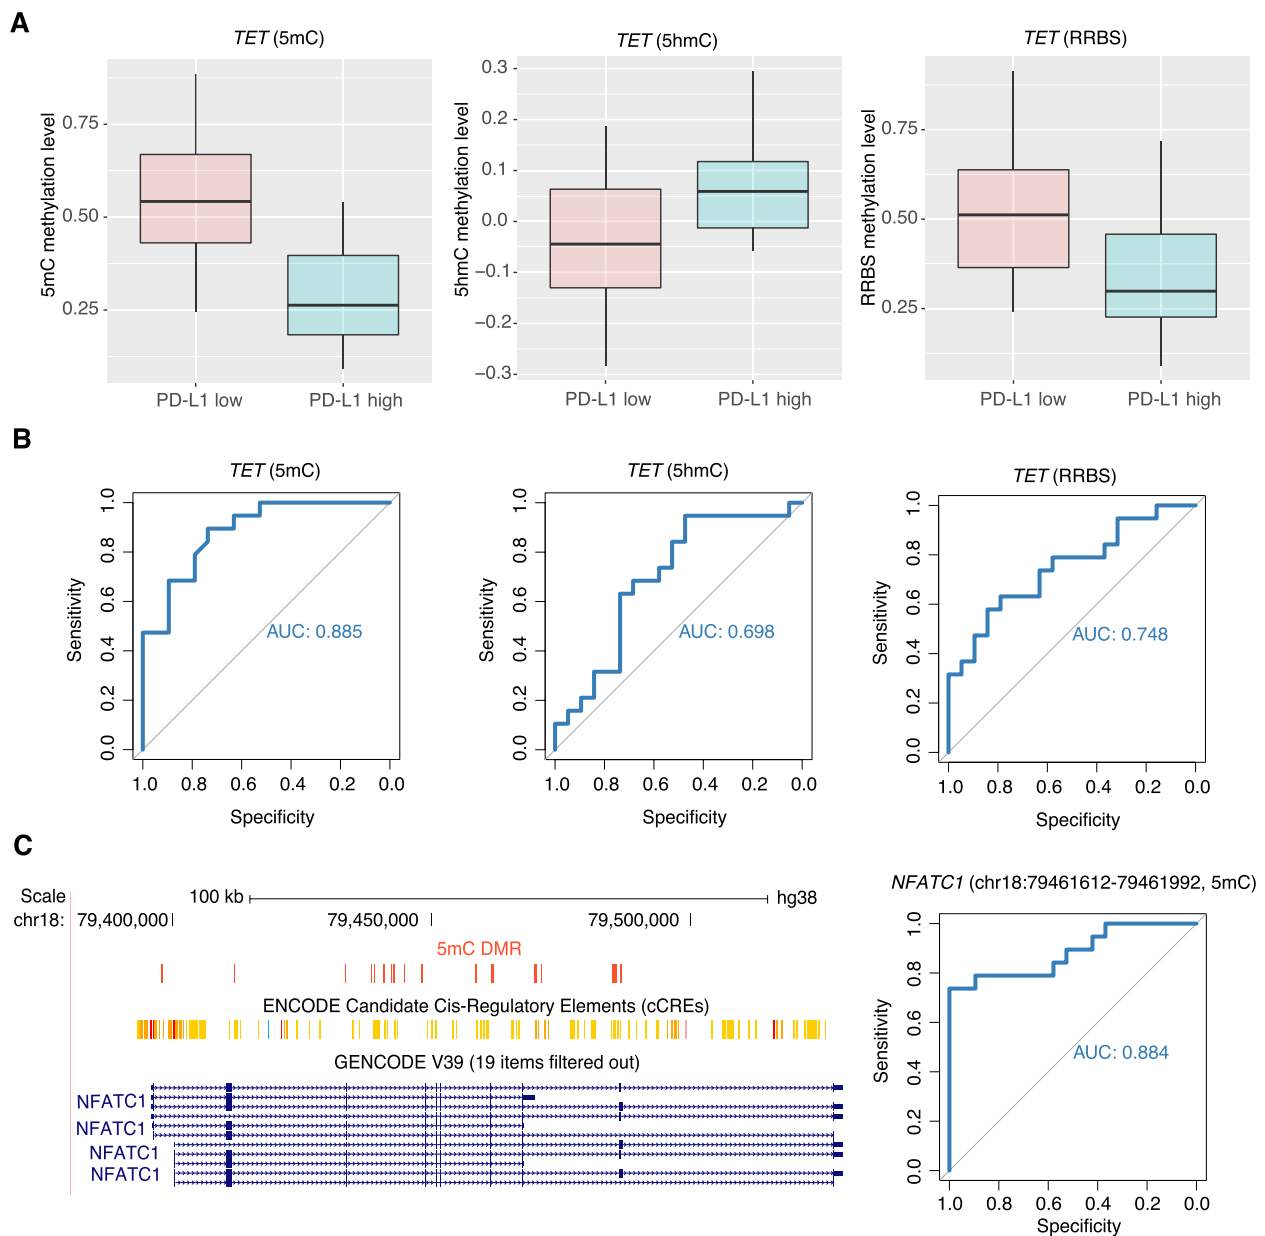 A
TET (5mC)
TET (5hmC)
TET (RRBS)
5mC methylation level
0.75
0.50
0.25
PD-L1 low
PD-L1 high
5hmC methylation level
0.3
0.2
0.1
0.0
−0.1
−0.2
−0.3
PD-L1 low
PD-L1 high
RRBS methylation level
0.75
0.50
0.25
PD-L1 low
PD-L1 high
B
TET (5mC)
Sensitivity
1.0
0.8
0.6
0.4
0.2
0.0
AUC: 0.885
1.0 0.8 0.6 0.4 0.2 0.0
Specificity
TET (5hmC)
Sensitivity
1.0
0.8
0.6
0.4
0.2
0.0
AUC: 0.698
1.0 0.8 0.6 0.4 0.2 0.0
Specificity
TET (RRBS)
Sensitivity
1.0
0.8
0.6
0.4
0.2
0.0
AUC: 0.748
1.0 0.8 0.6 0.4 0.2 0.0
Specificity
C
Scale 100 kb hg38
chr18: 79,400,000 79,450,000 79,500,000
5mC DMR
ENCODE Candidate Cis-Regulatory Elements (cCREs)
GENCODE V39 (19 items filtered out)
NFATC1
NFATC1
NFATC1
NFATC1
NFATC1 (chr18:79461612-79461992, 5mC)
Sensitivity
1.0
0.8
0.6
0.4
0.2
0.0
AUC: 0.884
1.0 0.8 0.6 0.4 0.2 0.0
Specificity